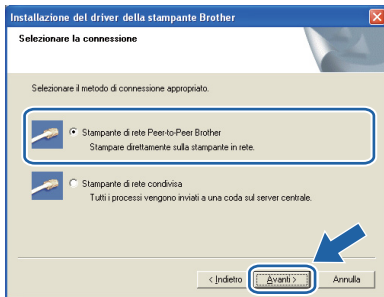 Installazione del driver della stampante Brother
Selezionare la connessione
Selezionare il metodo di connessione appropriato.
Stampante di rete Peer-to-Peer Brother
Stampare direttamente sulla stampante in rete.
Stampante di rete condivisa
Tutti i processi vengono inviati a una coda sul server centrale.
< Indietro Avanti > Annulla